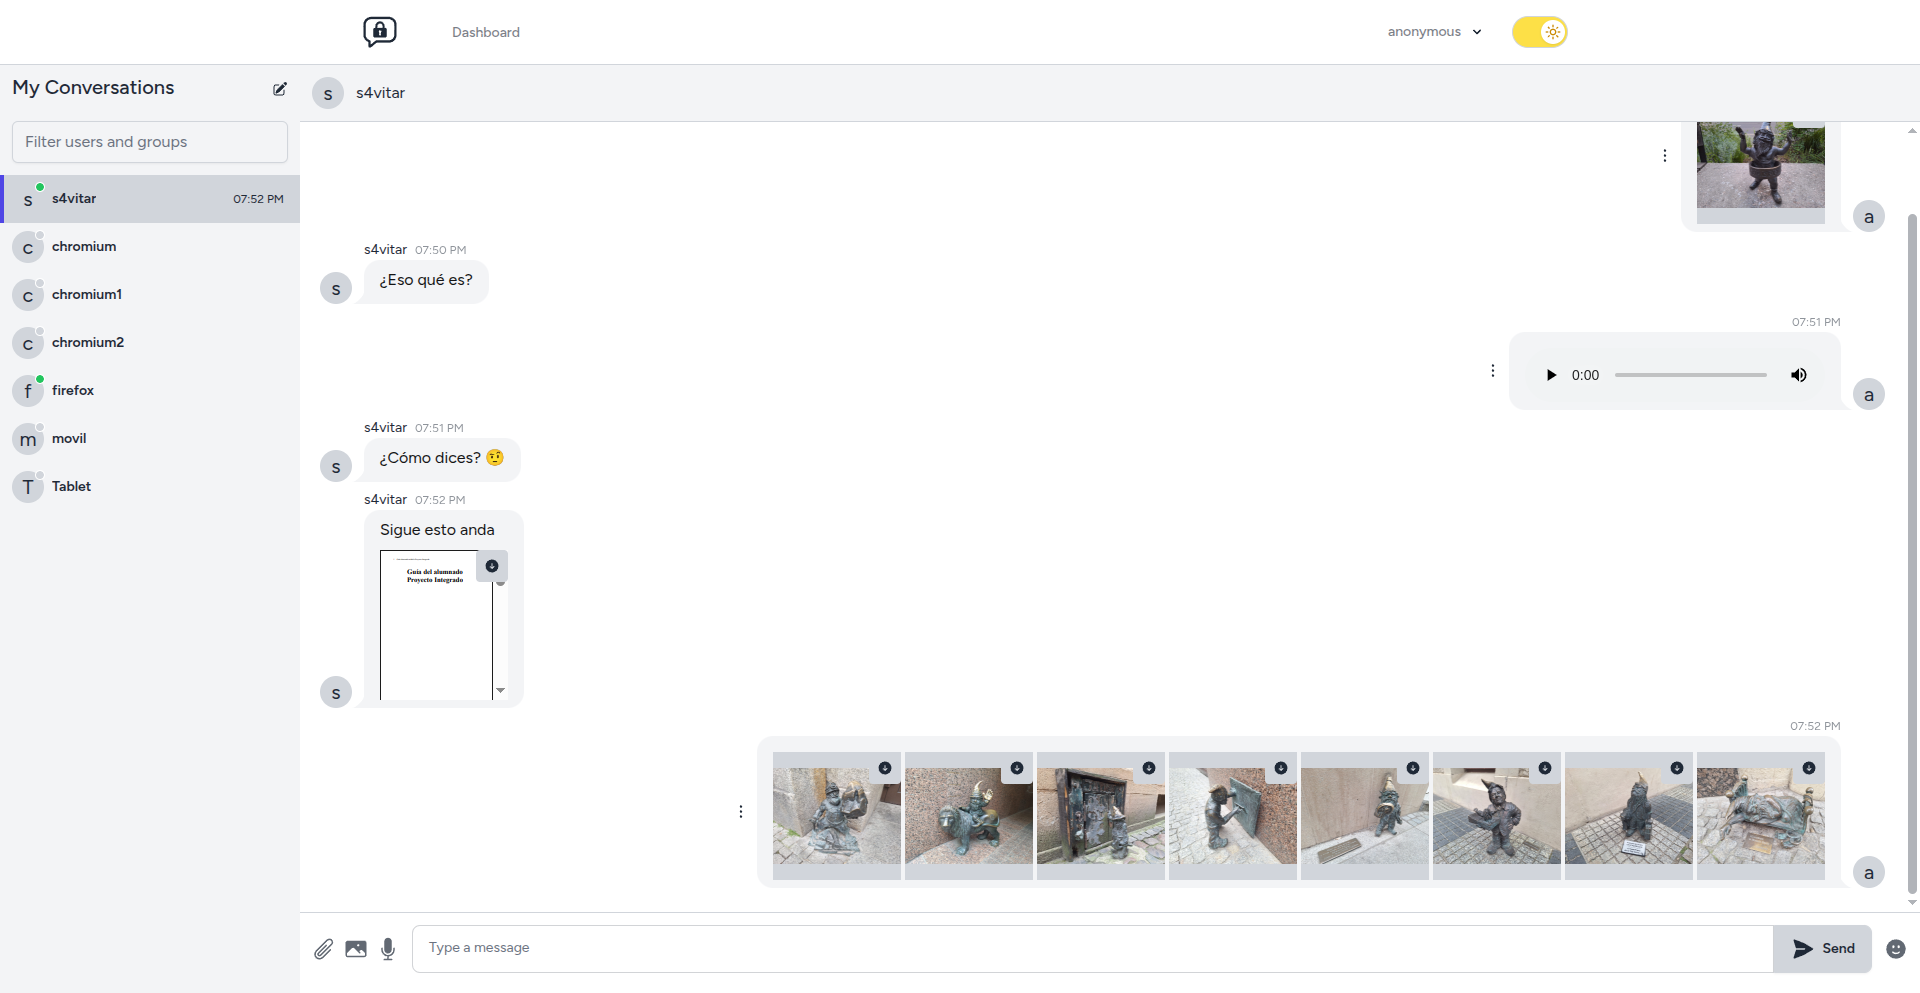 Dashboard
anonymous
My Conversations
Filter users and groups
s s4vitar 07:52 PM
c chromium
c chromium1
c chromium2
f firefox
m movil
T Tablet
s s4vitar
a
s4vitar 07:50 PM
¿Eso qué es?
s
07:51 PM
0:00
a
s4vitar 07:51 PM
¿Cómo dices? 🤨
s
s4vitar 07:52 PM
Sigue esto anda
Guía del alumnado
Proyecto Integrado
s
07:52 PM
a
Type a message
Send